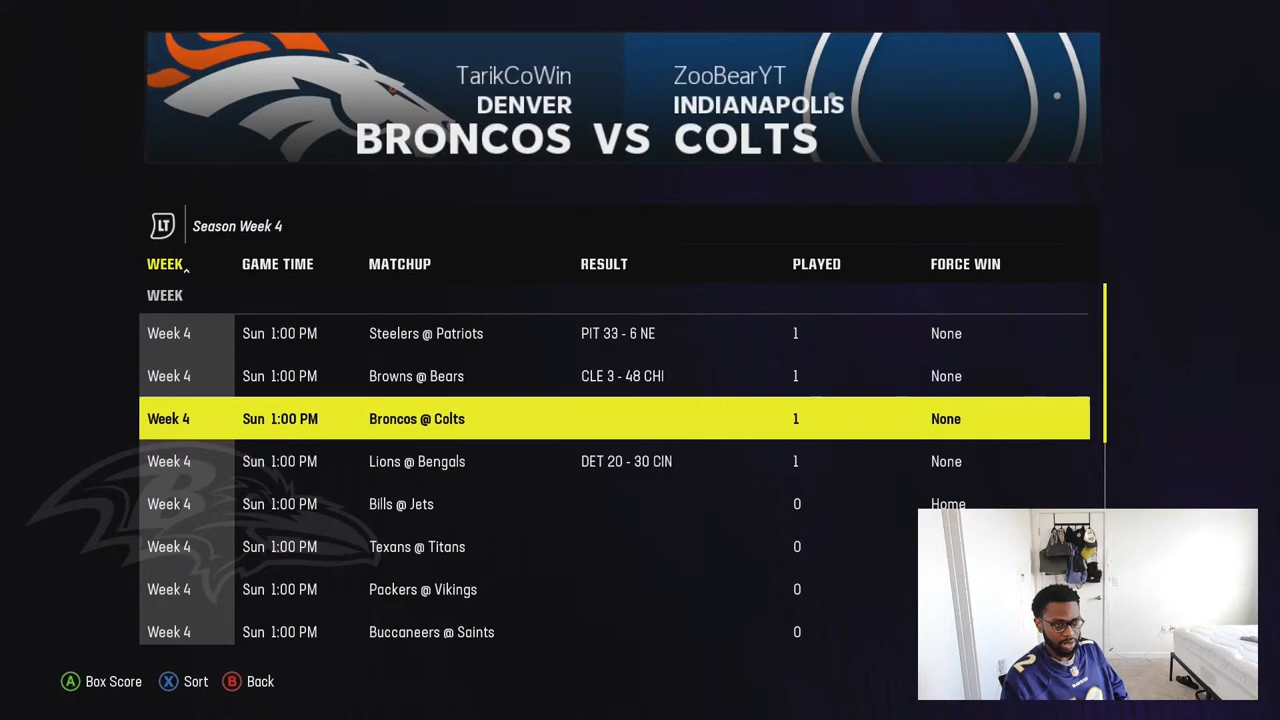 TarikCoWin ZooBearYT
DENVER INDIANAPOLIS
BRONCOS VS COLTS
LT Season Week 4
WEEK GAME TIME MATCHUP RESULT PLAYED FORCE WIN
WEEK
Week 4 Sun 1:00 PM Steelers @ Patriots PIT 33 - 6 NE 1 None
Week 4 Sun 1:00 PM Browns @ Bears CLE 3 - 48 CHI 1 None
Week 4 Sun 1:00 PM Broncos @ Colts 1 None
Week 4 Sun 1:00 PM Lions @ Bengals DET 20 - 30 CIN 1 None
Week 4 Sun 1:00 PM Bills @ Jets 0 Home
Week 4 Sun 1:00 PM Texans @ Titans 0
Week 4 Sun 1:00 PM Packers @ Vikings 0
Week 4 Sun 1:00 PM Buccaneers @ Saints 0
A Box Score X Sort B Back